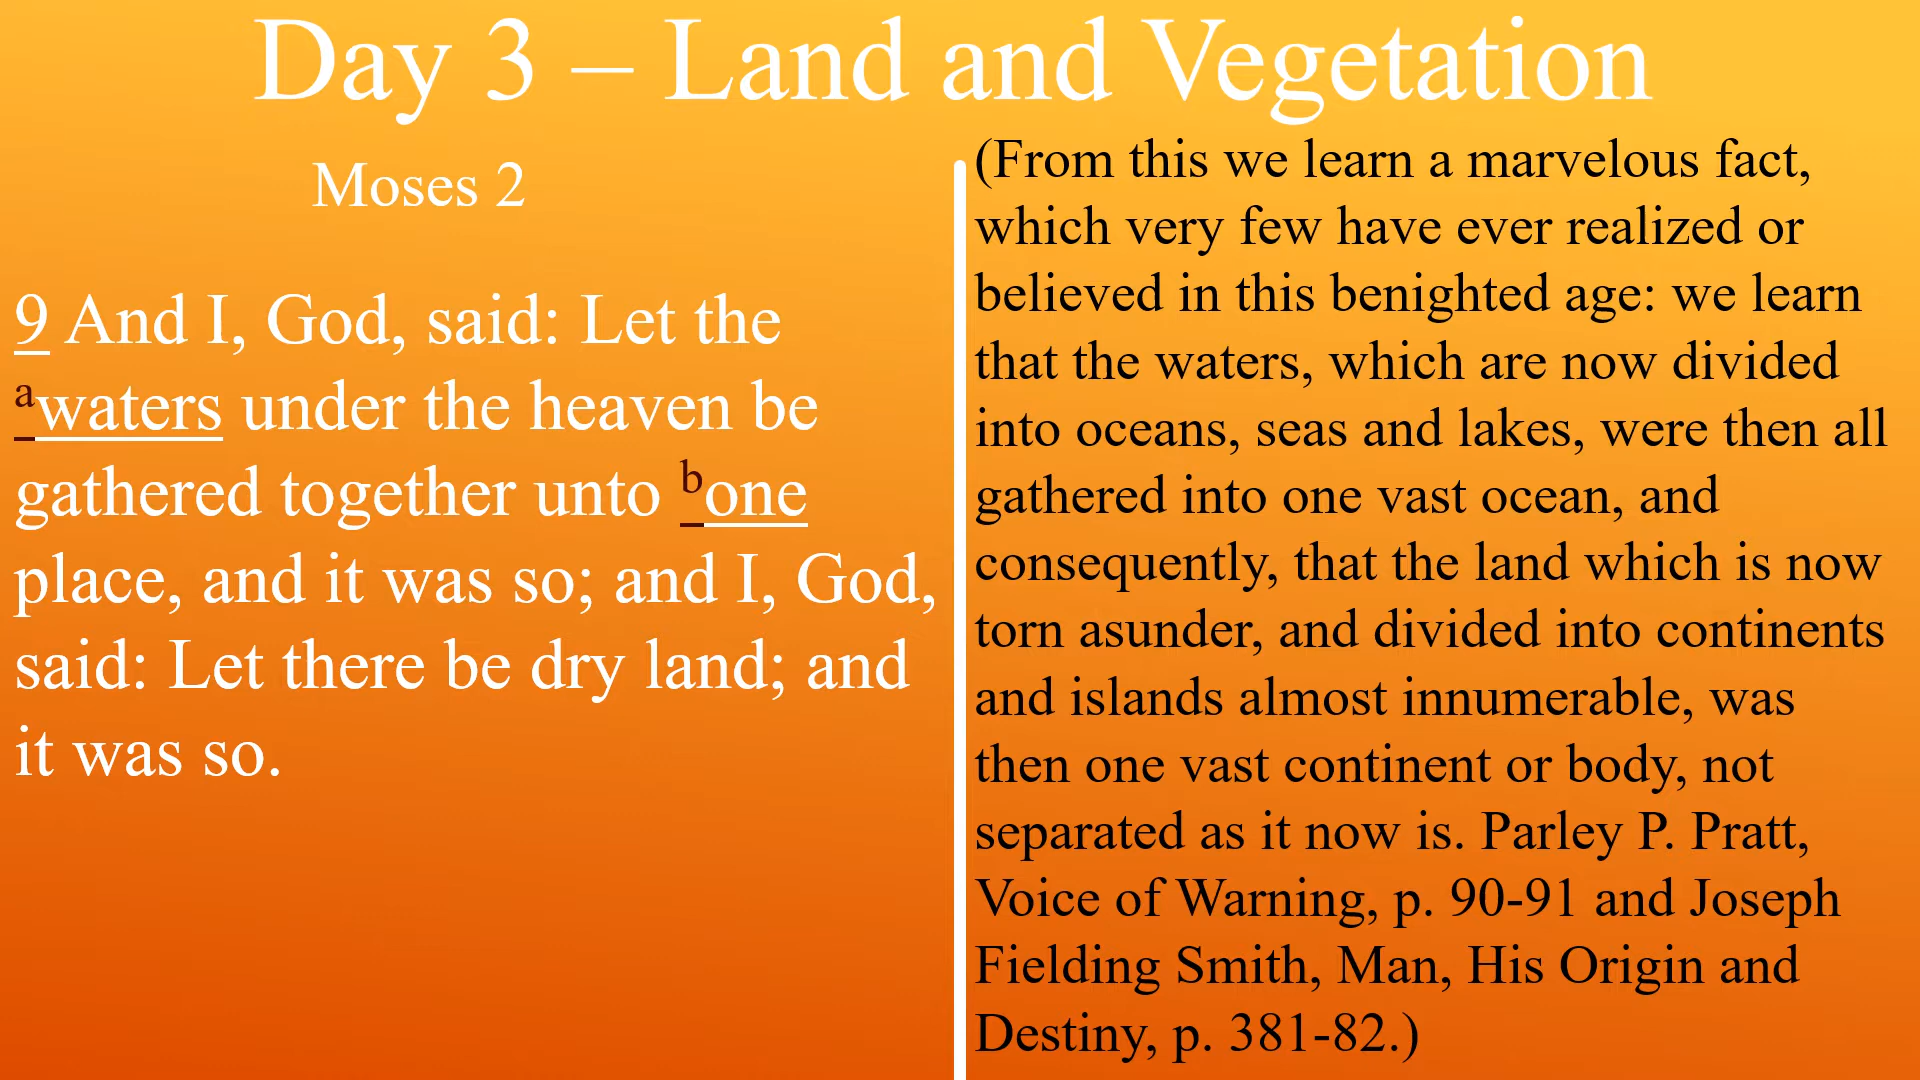 Day 3 – Land and Vegetation
Moses 2
9 And I, God, said: Let the
awaters under the heaven be
gathered together unto bone
place, and it was so; and I, God,
said: Let there be dry land; and
it was so.
(From this we learn a marvelous fact,
which very few have ever realized or
believed in this benighted age: we learn
that the waters, which are now divided
into oceans, seas and lakes, were then all
gathered into one vast ocean, and
consequently, that the land which is now
torn asunder, and divided into continents
and islands almost innumerable, was
then one vast continent or body, not
separated as it now is. Parley P. Pratt,
Voice of Warning, p. 90-91 and Joseph
Fielding Smith, Man, His Origin and
Destiny, p. 381-82.)